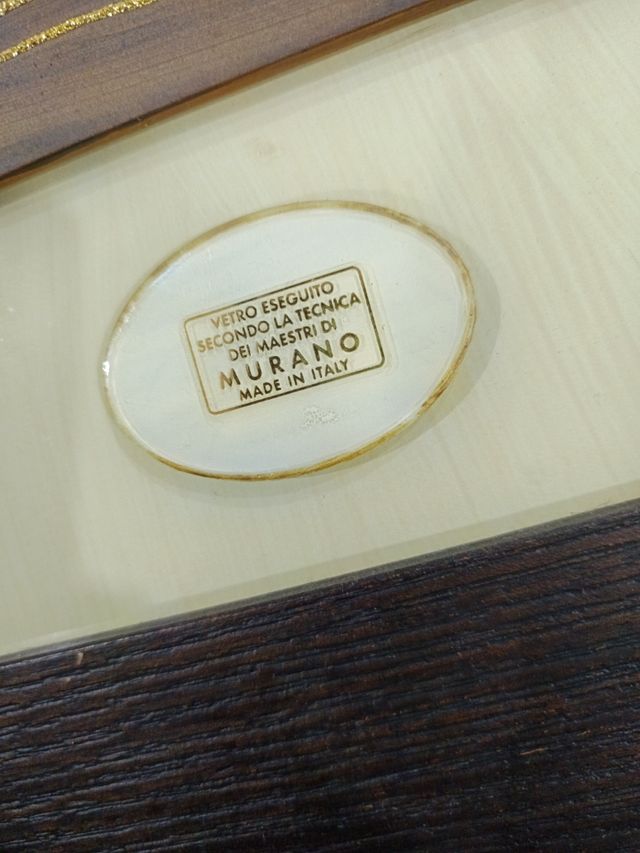 VETRO ESEGUITO
SECONDO LA TECNICA
DEI MAESTRI DI
MURANO
MADE IN ITALY